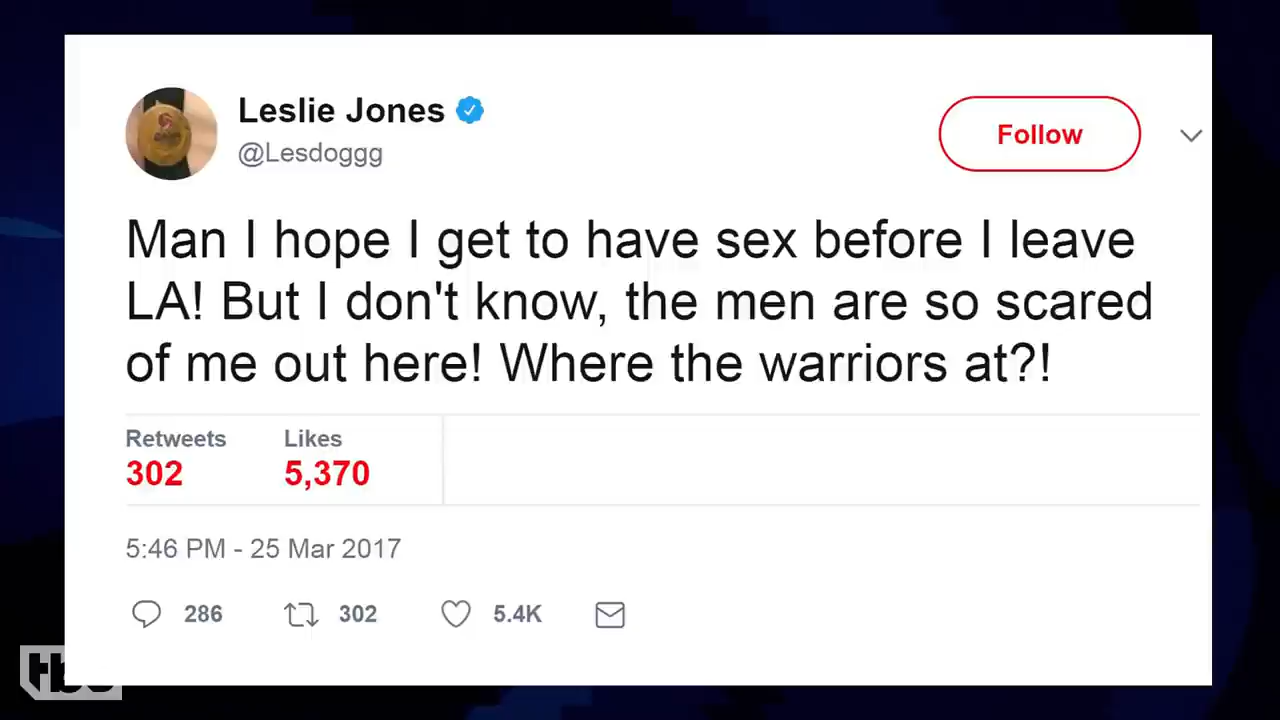 Leslie Jones
@Lesdoggg
Follow
Man I hope I get to have sex before I leave
LA! But I don't know, the men are so scared
of me out here! Where the warriors at?!
Retweets Likes
302 5,370
5:46 PM - 25 Mar 2017
286 302 5.4K